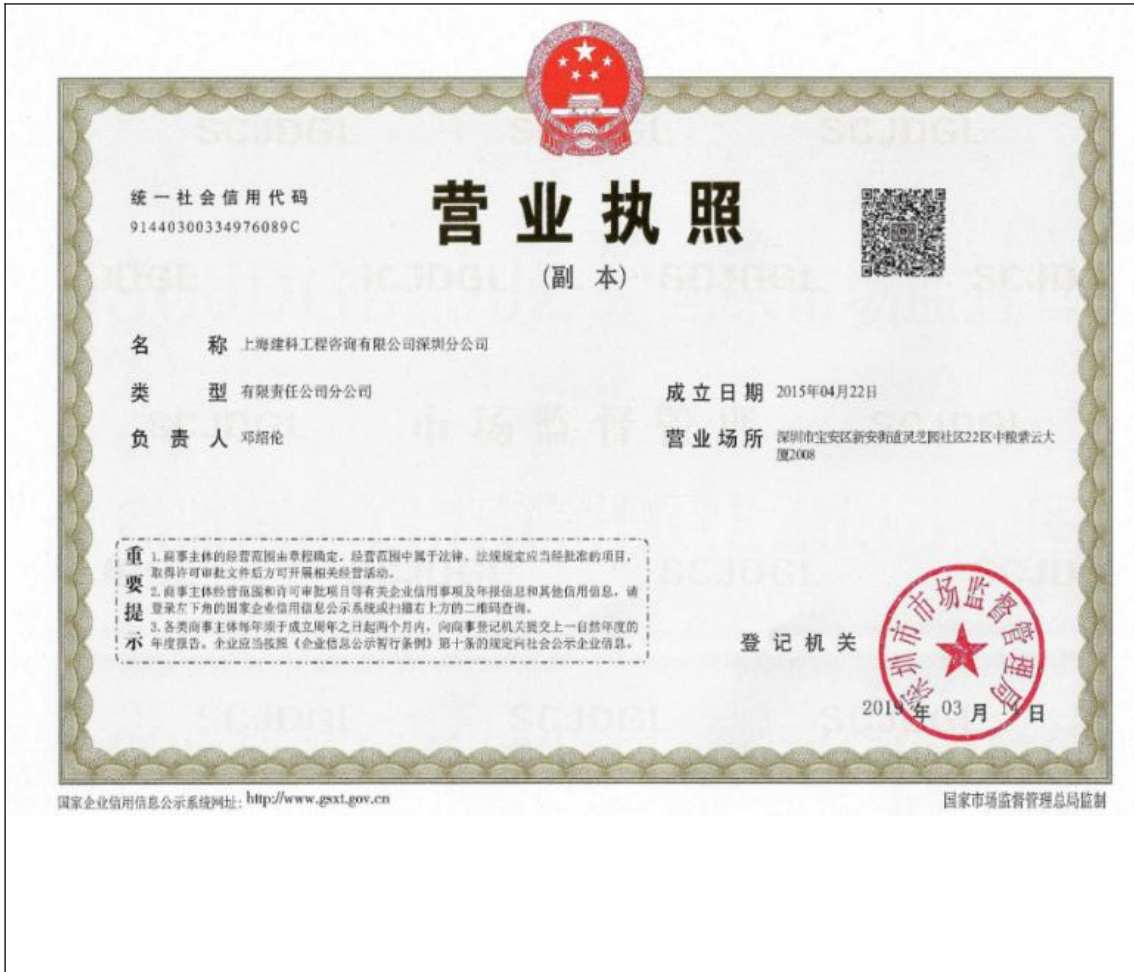 统一社会信用代码
91440300334976089C
营业执照
(副 本)
名 称 上海建科工程咨询有限公司深圳分公司
类 型 有限责任公司分公司
成立日期 2015年04月22日
负责人 邓绍伦
营业场所 深圳市宝安区新安街道灵芝园社区22区中粮紫云大
厦2008
重要提示
1.商事主体的经营范围由章程确定。经营范围中属于法律、法规规定应当经批准的项目,
取得许可审批文件后方可开展相关经营活动。
2.商事主体经营范围和许可审批项目等有关企业信用事项及年报信息和其他信用信息,请
登录左下角的国家企业信用信息公示系统或扫描右上方的二维码查询。
3.各类商事主体每年须于成立周年之日起两个月内,向商事登记机关提交上一自然年度的
年度报告。企业应当按照《企业信息公示暂行条例》第十条的规定向社会公示企业信息。
登记机关
深圳市市场监督管理局
2019年03月14日
国家企业信用信息公示系统网址:http://www.gsxt.gov.cn
国家市场监督管理总局监制